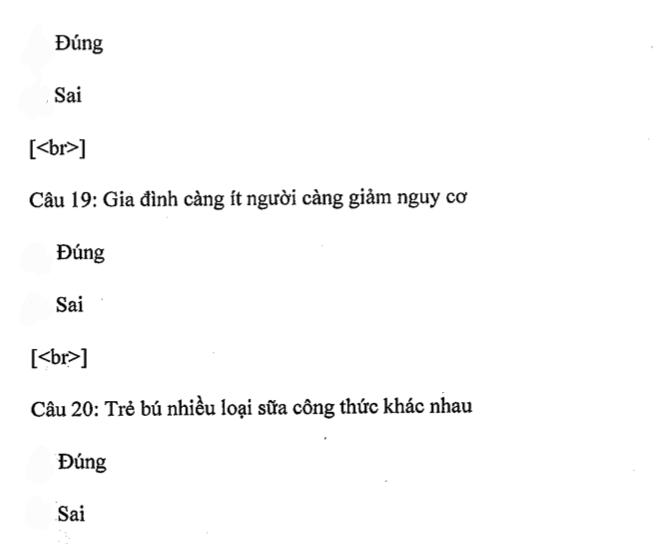 Đúng
Sai
[<br>]
Câu 19: Gia đình càng ít người càng giảm nguy cơ
Đúng
Sai
[<br>]
Câu 20: Trẻ bú nhiều loại sữa công thức khác nhau
Đúng
Sai